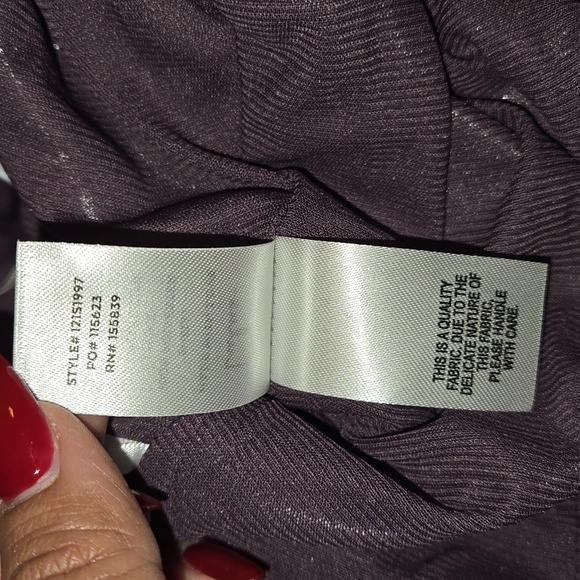 STYLE# 12151997
PO# 115623
RN# 155839
THIS IS A QUALITY
FABRIC, DUE TO THE
DELICATE NATURE OF
THIS FABRIC,
PLEASE HANDLE
WITH CARE.